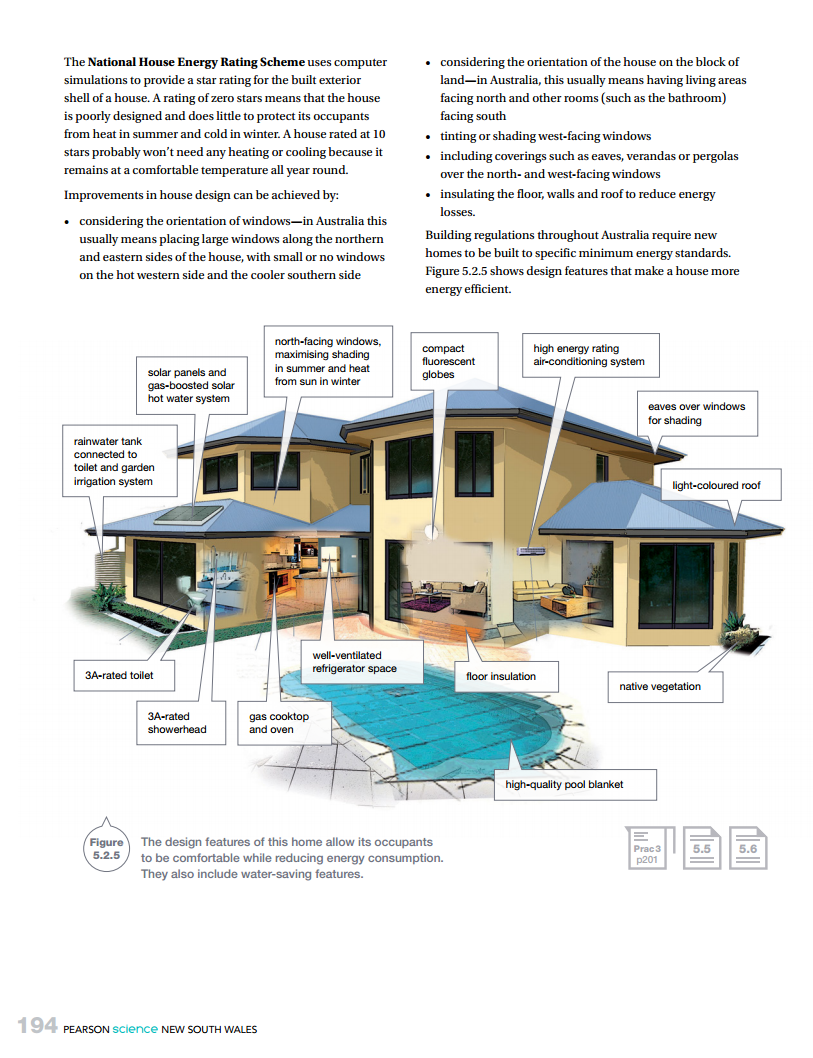 The National House Energy Rating Scheme uses computer
simulations to provide a star rating for the built exterior
shell of a house. A rating of zero stars means that the house
is poorly designed and does little to protect its occupants
from heat in summer and cold in winter. A house rated at 10
stars probably won't need any heating or cooling because it
remains at a comfortable temperature all year round.
Improvements in house design can be achieved by:
• considering the orientation of windows—in Australia this
usually means placing large windows along the northern
and eastern sides of the house, with small or no windows
on the hot western side and the cooler southern side
• considering the orientation of the house on the block of
land—in Australia, this usually means having living areas
facing north and other rooms (such as the bathroom)
facing south
• tinting or shading west-facing windows
• including coverings such as eaves, verandas or pergolas
over the north- and west-facing windows
• insulating the floor, walls and roof to reduce energy
losses.
Building regulations throughout Australia require new
homes to be built to specific minimum energy standards.
Figure 5.2.5 shows design features that make a house more
energy efficient.
north-facing windows,
maximising shading
in summer and heat
from sun in winter
compact
fluorescent
globes
high energy rating
air-conditioning system
solar panels and
gas-boosted solar
hot water system
eaves over windows
for shading
rainwater tank
connected to
toilet and garden
irrigation system
light-coloured roof
well-ventilated
refrigerator space
3A-rated toilet
floor insulation
native vegetation
3A-rated
showerhead
gas cooktop
and oven
high-quality pool blanket
Figure
5.2.5
The design features of this home allow its occupants
to be comfortable while reducing energy consumption.
They also include water-saving features.
Prac 3
p201
5.5
5.6
194 PEARSON science NEW SOUTH WALES